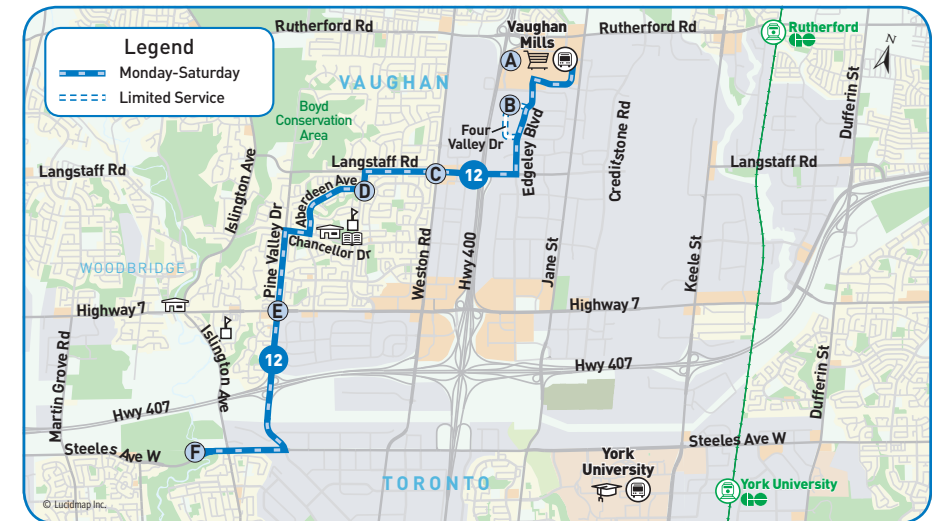 Legend
Monday-Saturday
Limited Service
Rutherford Rd
Vaughan
Mills
Rutherford Rd
Rutherford
GO
N
A
VAUGHAN
Boyd
Conservation
Area
B
Four
Valley Dr
Edgeley Blvd
Creditstone Rd
Dufferin St
Langstaff Rd
Langstaff Rd
Langstaff Rd
Islington Ave
C
12
D
Aberdeen Ave
Chancellor Dr
Pine Valley Dr
Weston Rd
Hwy 400
Jane St
Keele St
WOODBRIDGE
Highway 7
E
Highway 7
Islington Ave
Martin Grove Rd
12
Hwy 407
Hwy 407
Dufferin St
Steeles Ave W
F
Steeles Ave W
York
University
TORONTO
York University
GO
© Lucidmap Inc.